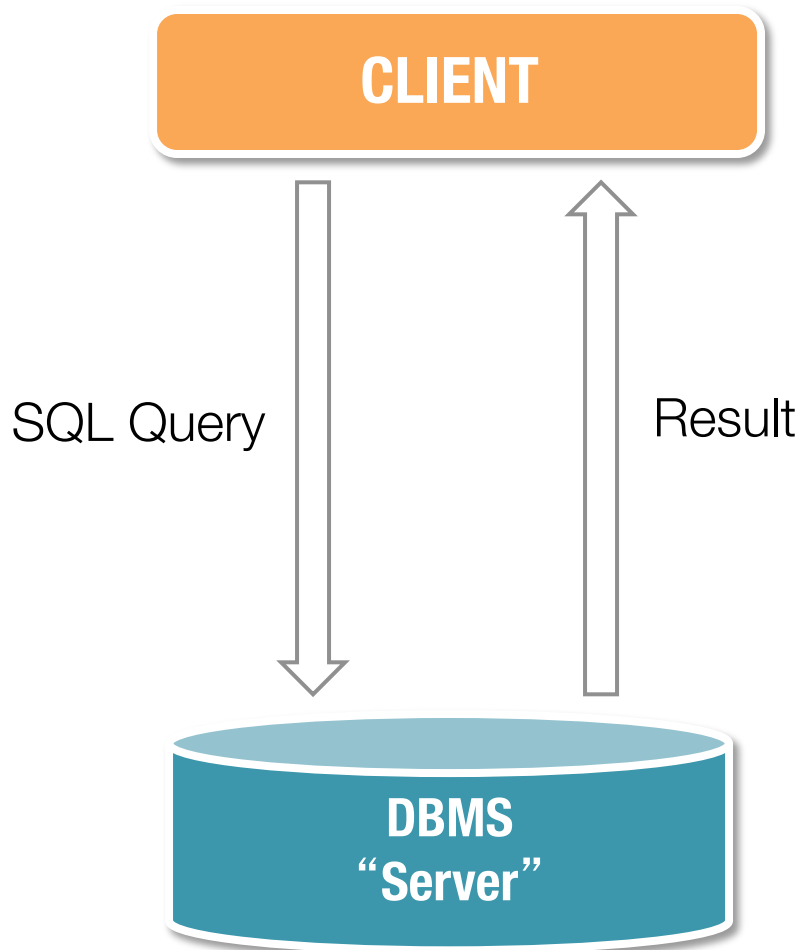 CLIENT
SQL Query
Result
DBMS
“Server”